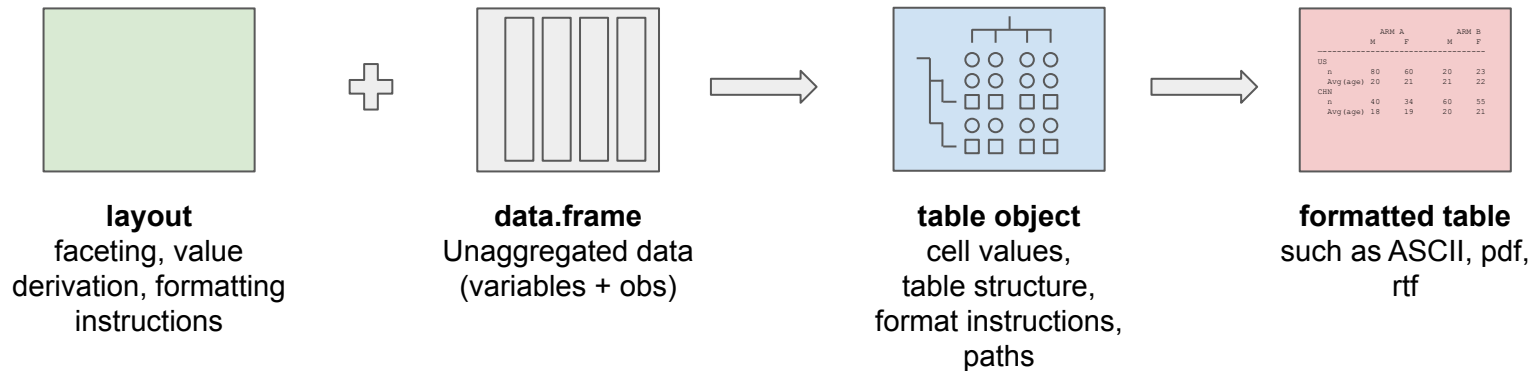 ARM A ARM B
M F M F
US
n 80 60 20 23
Avg(age) 20 21 21 22
CHN
n 40 34 60 55
Avg(age) 18 19 20 21
layout
faceting, value
derivation, formatting
instructions
data.frame
Unaggregated data
(variables + obs)
table object
cell values,
table structure,
format instructions,
paths
formatted table
such as ASCII, pdf,
rtf